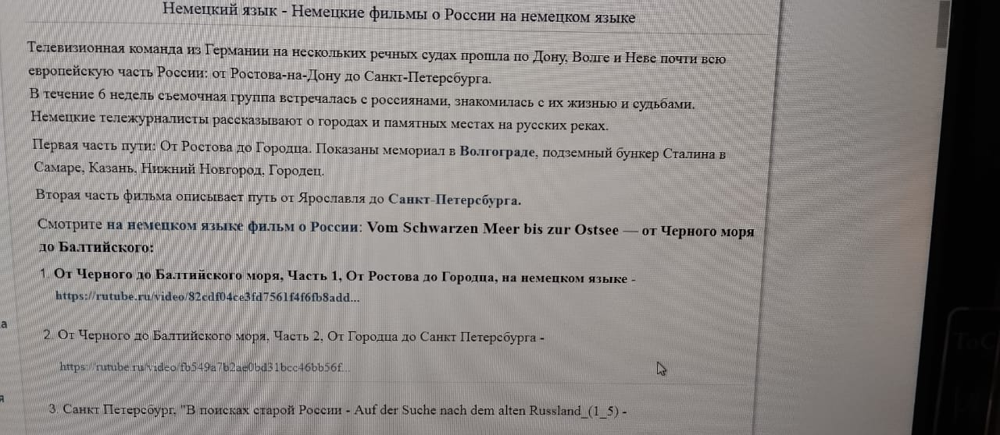 Немецкий язык - Немецкие фильмы о России на немецком языке
Телевизионная команда из Германии на нескольких речных судах прошла по Дону, Волге и Неве почти всю
европейскую часть России: от Ростова-на-Дону до Санкт-Петербурга.
В течение 6 недель съемочная группа встречалась с россиянами, знакомилась с их жизнью и судьбами.
Немецкие тележурналисты рассказывают о городах и памятных местах на русских реках.
Первая часть пути: От Ростова до Городца. Показаны мемориал в Волгограде, подземный бункер Сталина в
Самаре, Казань, Нижний Новгород, Городец.
Вторая часть фильма описывает путь от Ярославля до Санкт-Петербурга.
Смотрите на немецком языке фильм о России: Vom Schwarzen Meer bis zur Ostsee — от Черного моря
до Балтийского:
1. От Черного до Балтийского моря, Часть 1, От Ростова до Городца, на немецком языке -
https://rutube.ru/video/82cdf04ce3fd7561f4f6fb8add...
2. От Черного до Балтийского моря, Часть 2, От Городца до Санкт Петербурга -
https://rutube.ru/video/fb549a7b2ae0bd31bcc46bb56f...
3. Санкт Петербург, "В поисках старой России - Auf der Suche nach dem alten Russland_(1_5) -